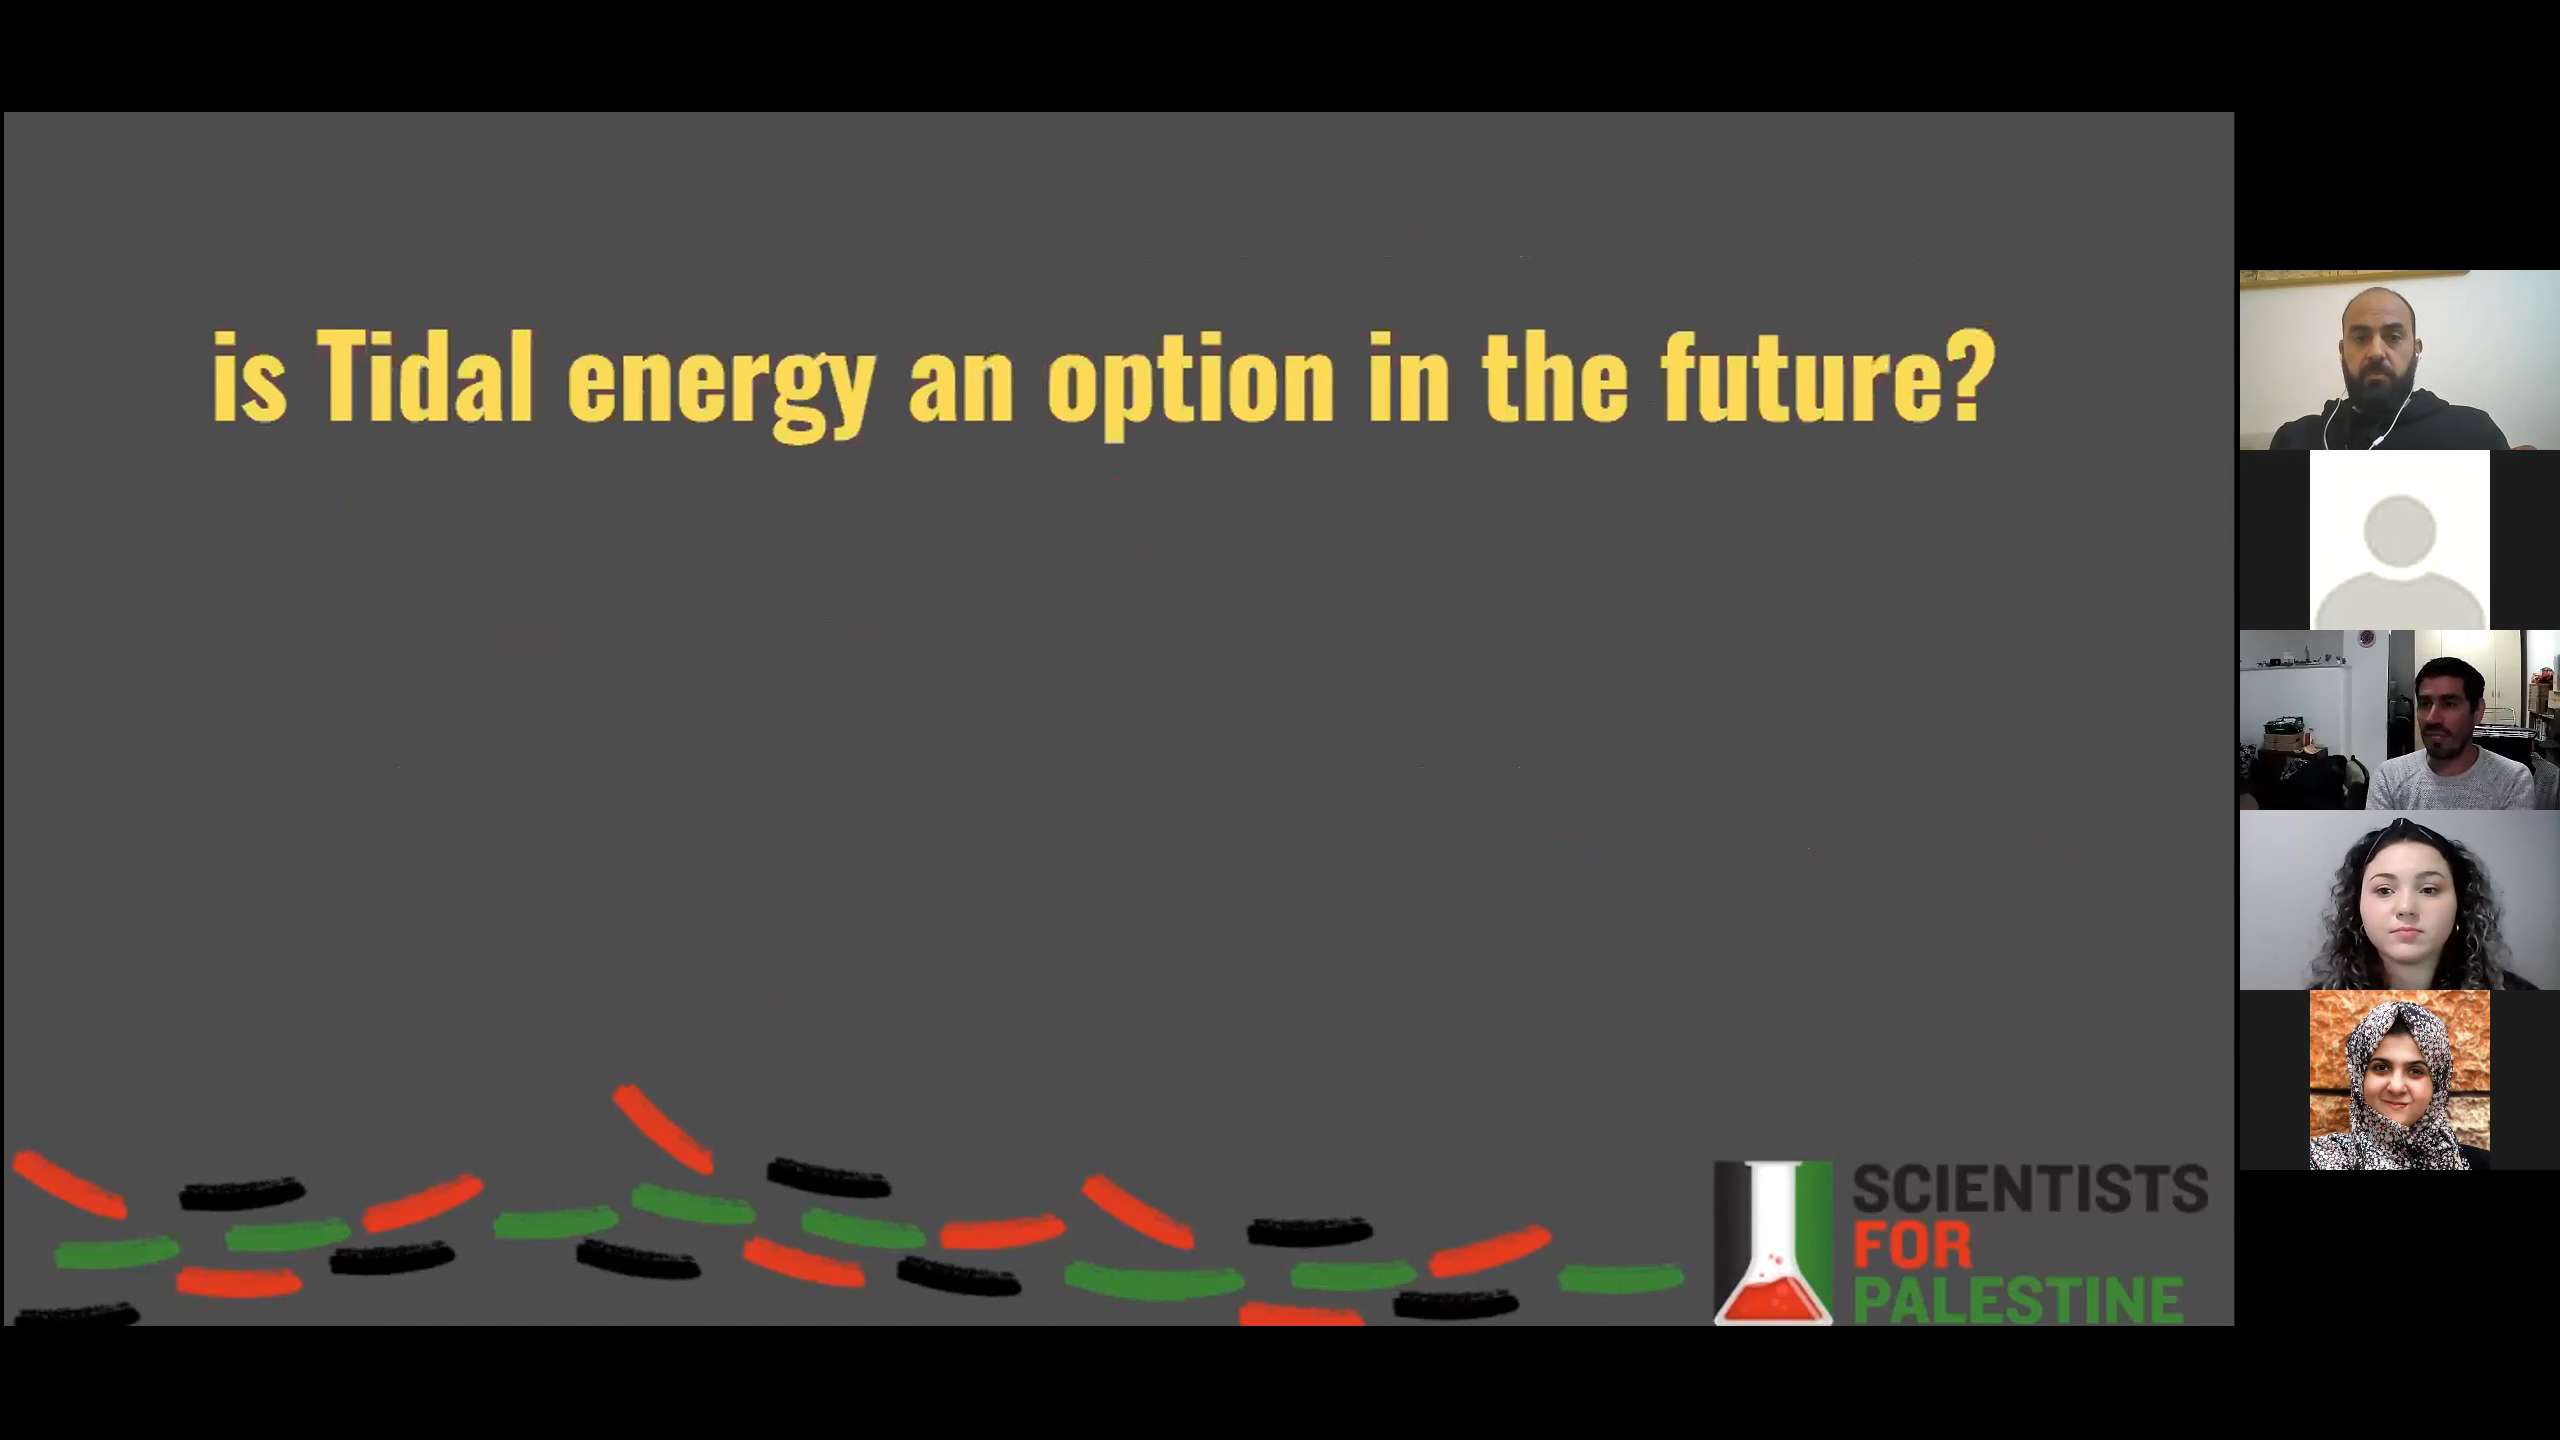 is Tidal energy an option in the future?
SCIENTISTS
FOR
PALESTINE